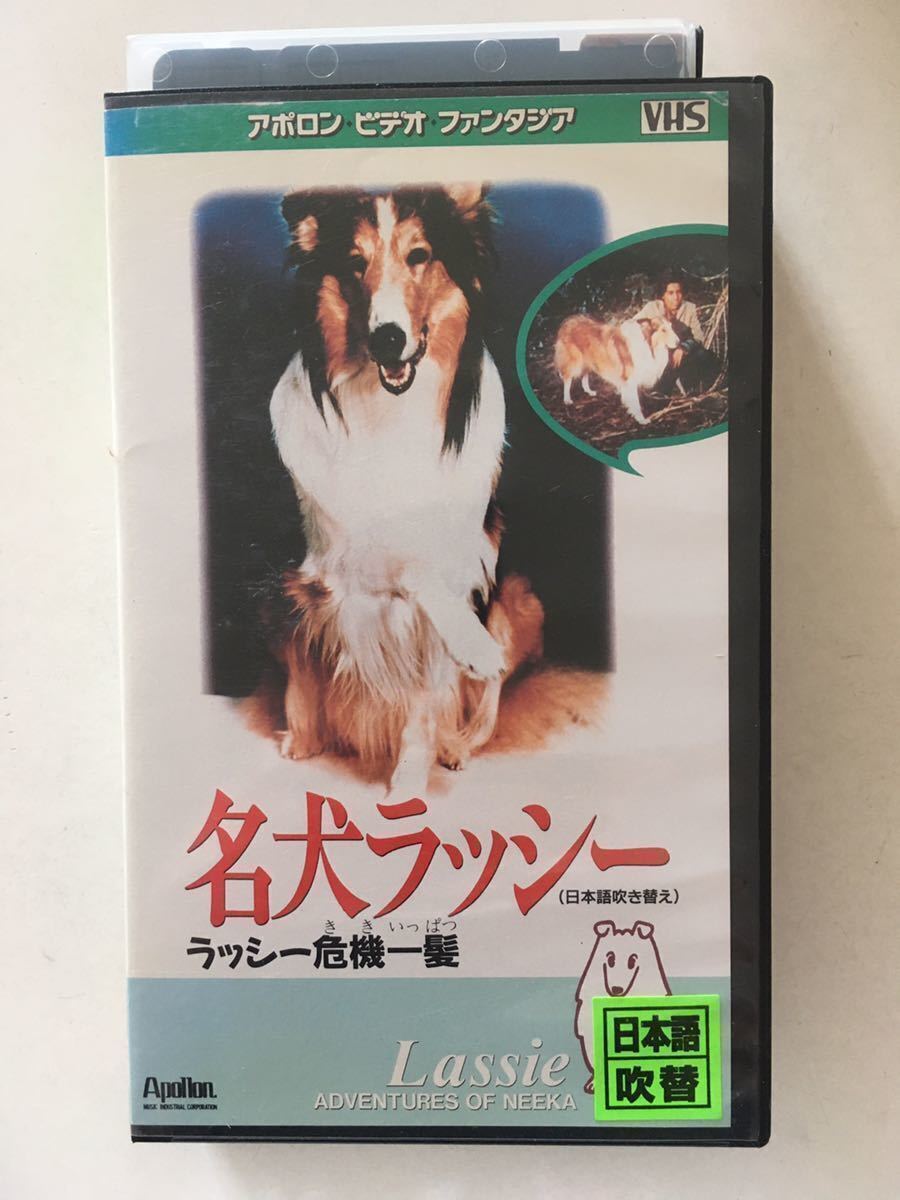 アポロン・ビデオ・ファンタジア
VHS
名犬ラッシー
(日本語吹き替え)
きき いっぱつ
ラッシー危機一髪
日本語
吹替
Lassie
ADVENTURES OF NEEKA
Apollon
MUSIC INDUSTRIAL CORPORATION